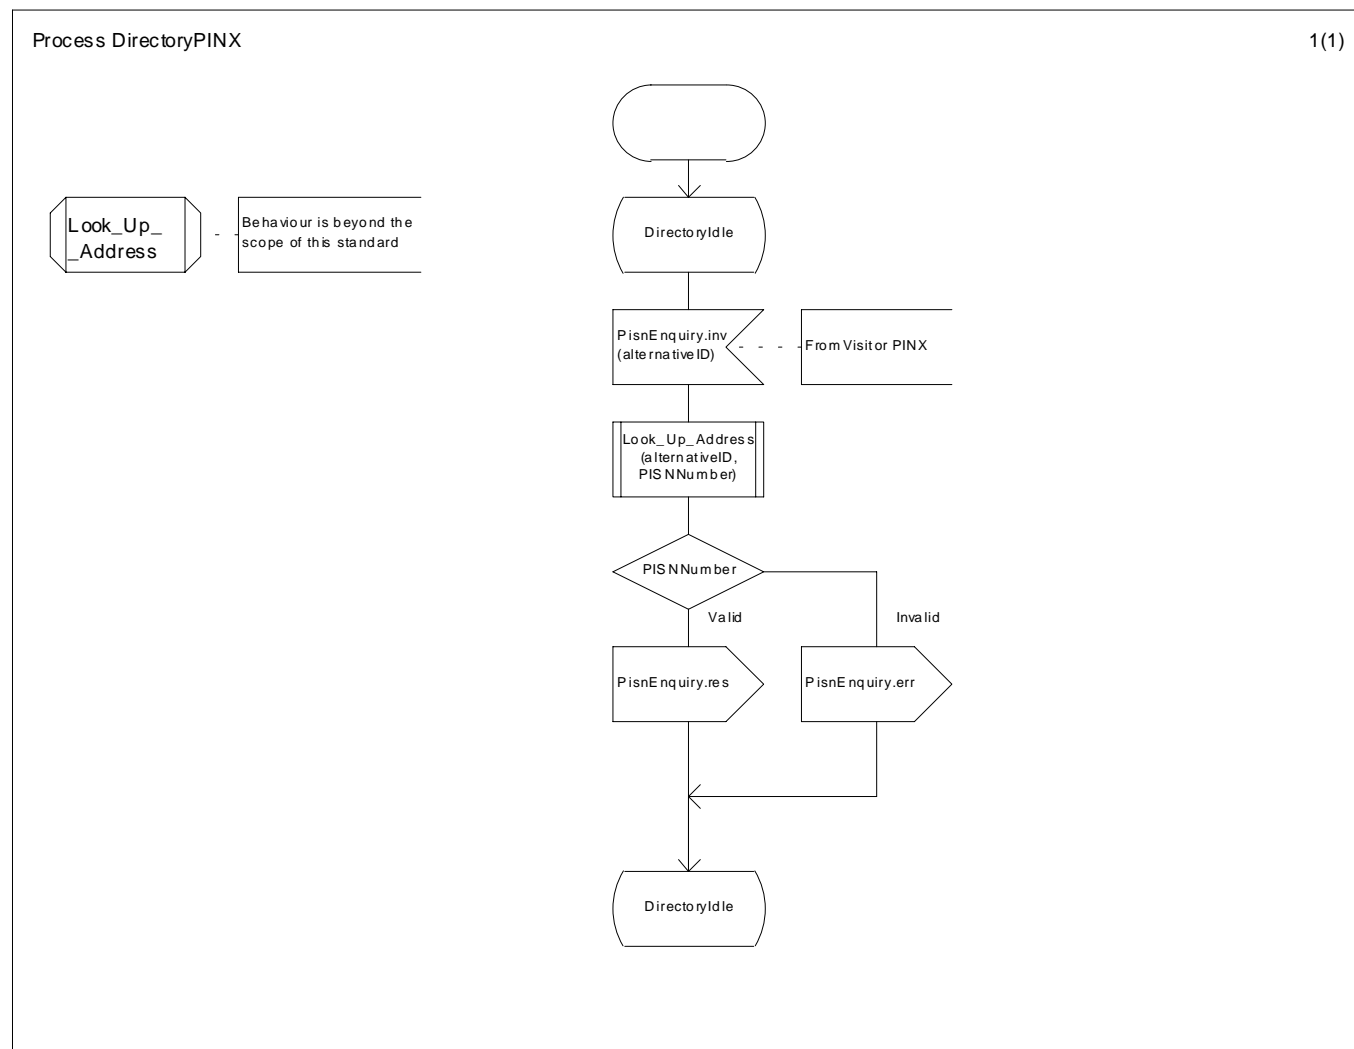 Process DirectoryPINX
1(1)
Look_Up_
_Address
Behaviour is beyond the
scope of this standard
DirectoryIdle
PisnEnquiry.inv
(alternativeID)
From Visitor PINX
Look_Up_Address
(alternativeID,
PISNNumber)
PISNNumber
Valid
Invalid
PisnEnquiry.res
PisnEnquiry.err
DirectoryIdle